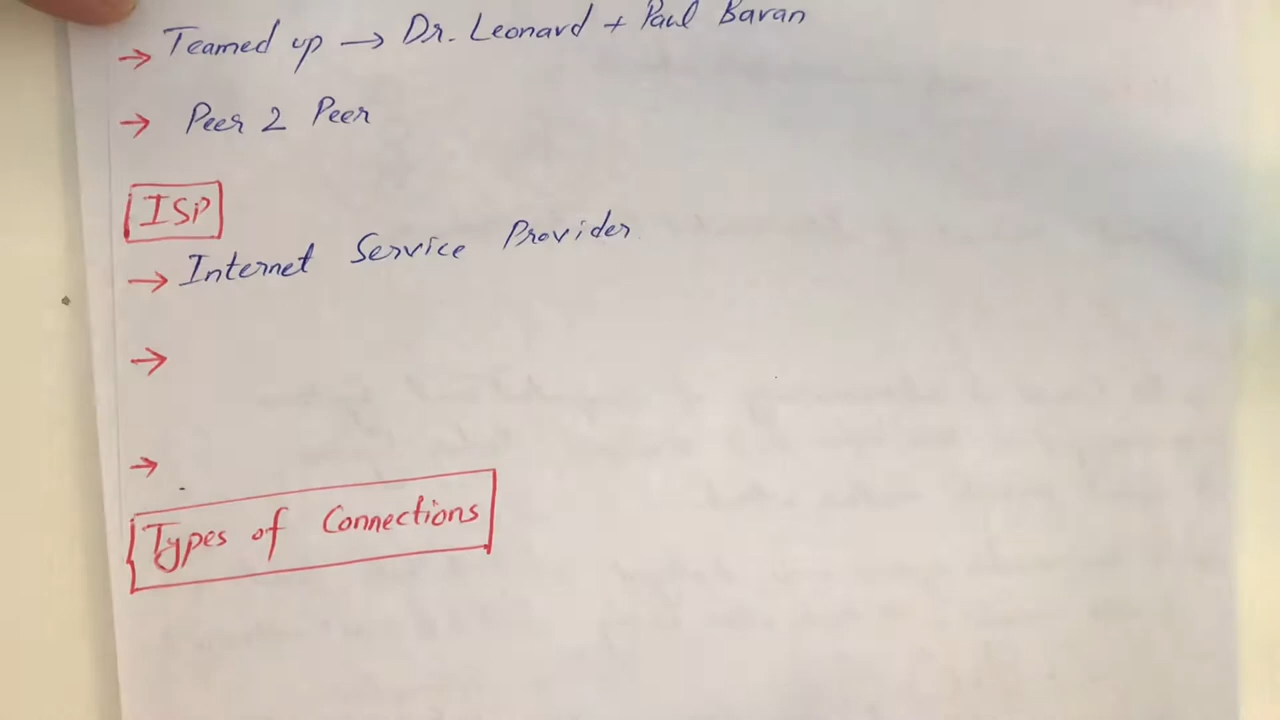 → Teamed up → Dr. Leonard + Paul Baran
→ Peer 2 Peer
ISP
→ Internet Service Provider
→
→
Types of Connections